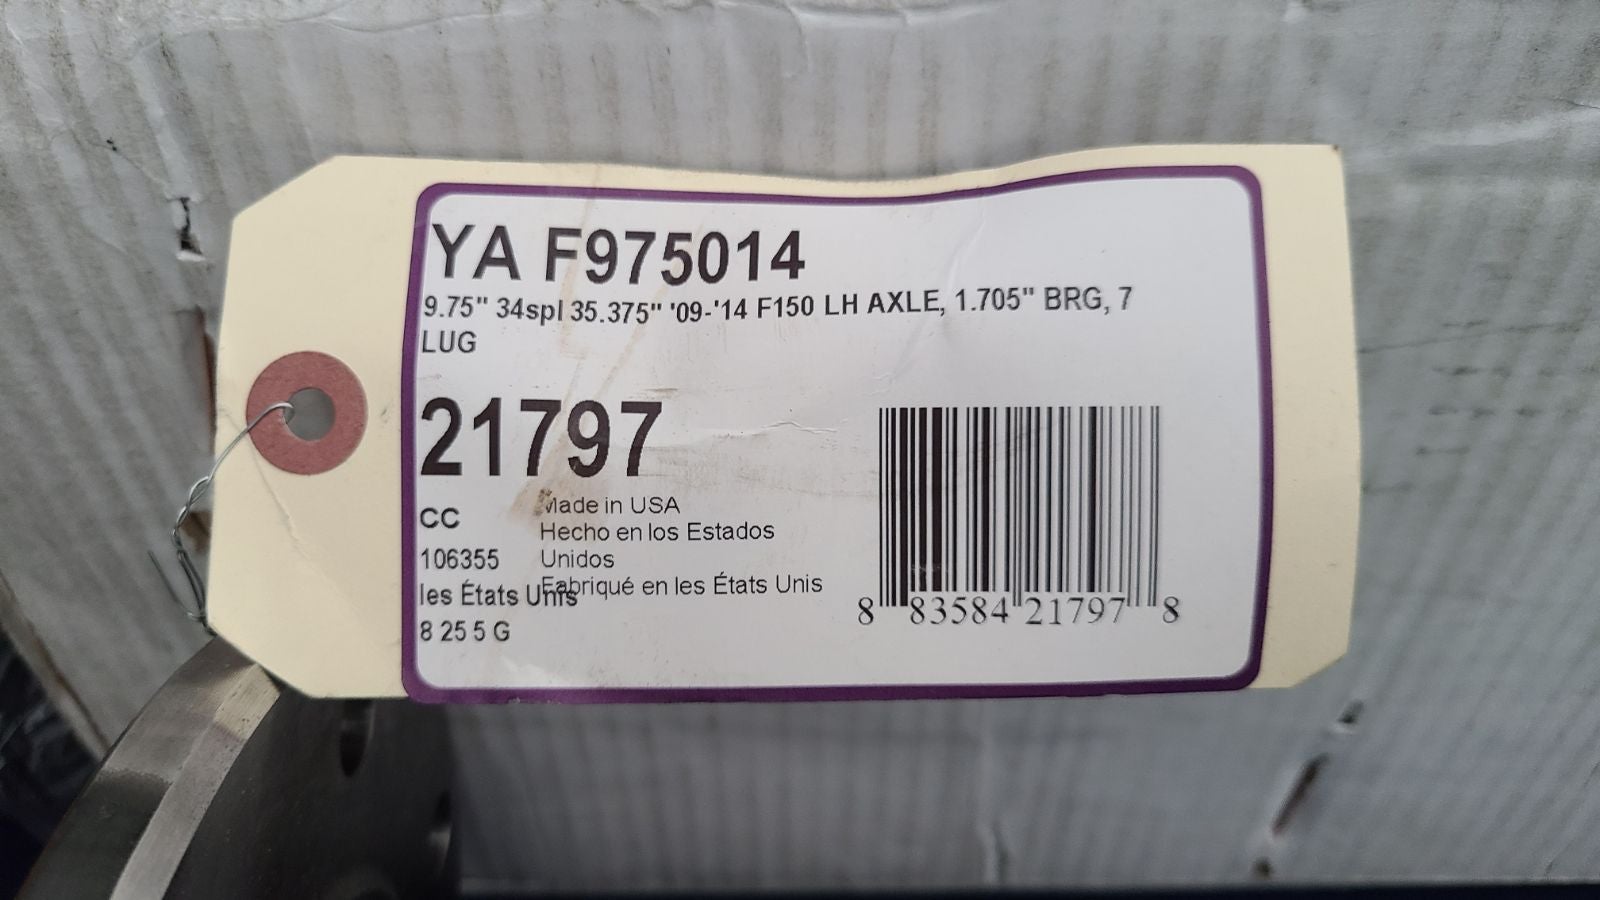 YA F975014
9.75" 34spl 35.375" '09-'14 F150 LH AXLE, 1.705" BRG, 7
LUG
21797
CC
106355
les États Unis
8 25 5 G
Made in USA
Hecho en los Estados
Unidos
Fabriqué en les États Unis
8 83584 21797 8